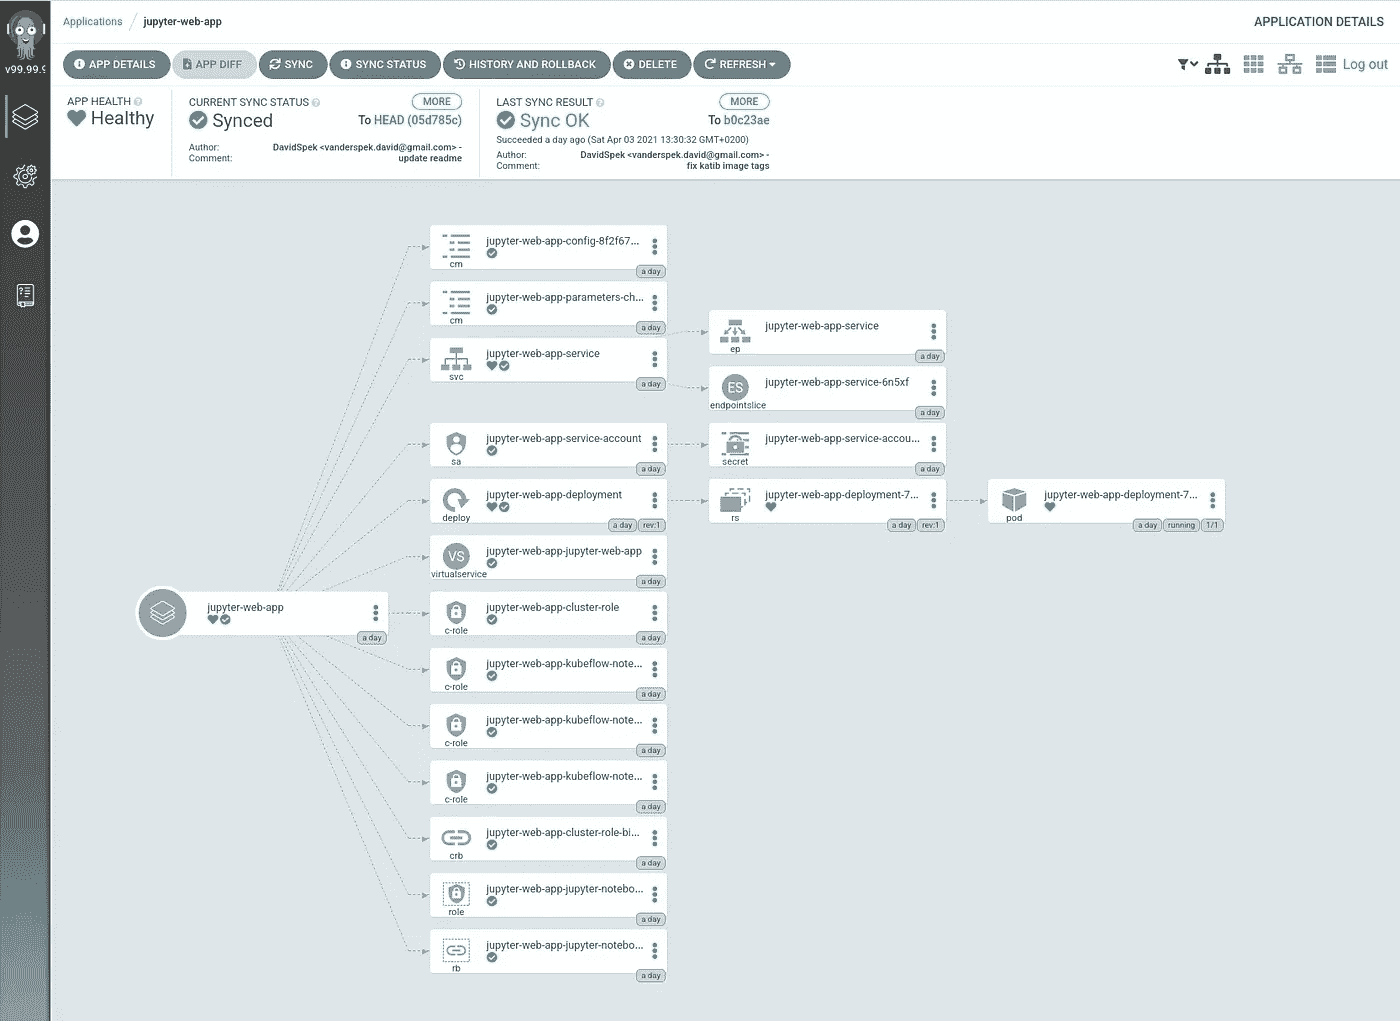 Applications / jupyter-web-app
APPLICATION DETAILS
v99.99.9
APP DETAILS
APP DIFF
SYNC
SYNC STATUS
HISTORY AND ROLLBACK
DELETE
REFRESH
Log out
APP HEALTH
Healthy
CURRENT SYNC STATUS
MORE
Synced
To HEAD (05d785c)
Author: DavidSpek <vanderspek.david@gmail.com> -
Comment: update readme
LAST SYNC RESULT
MORE
Sync OK
To b0c23ae
Succeeded a day ago (Sat Apr 03 2021 13:30:32 GMT+0200)
Author: DavidSpek <vanderspek.david@gmail.com> -
Comment: fix katib image tags
jupyter-web-app
a day
jupyter-web-app-config-8f2f67...
cm
a day
jupyter-web-app-parameters-ch...
cm
a day
jupyter-web-app-service
svc
a day
jupyter-web-app-service
ep
a day
ES
jupyter-web-app-service-6n5xf
endpointslice
a day
jupyter-web-app-service-account
sa
a day
jupyter-web-app-service-accou...
secret
a day
jupyter-web-app-deployment
deploy
a day rev:1
jupyter-web-app-deployment-7...
rs
a day rev:1
jupyter-web-app-deployment-7...
pod
a day running 1/1
VS
jupyter-web-app-jupyter-web-app
virtualservice
a day
jupyter-web-app-cluster-role
c-role
a day
jupyter-web-app-kubeflow-note...
c-role
a day
jupyter-web-app-kubeflow-note...
c-role
a day
jupyter-web-app-kubeflow-note...
c-role
a day
jupyter-web-app-cluster-role-bi...
crb
a day
jupyter-web-app-jupyter-notebo...
role
a day
jupyter-web-app-jupyter-notebo...
rb
a day